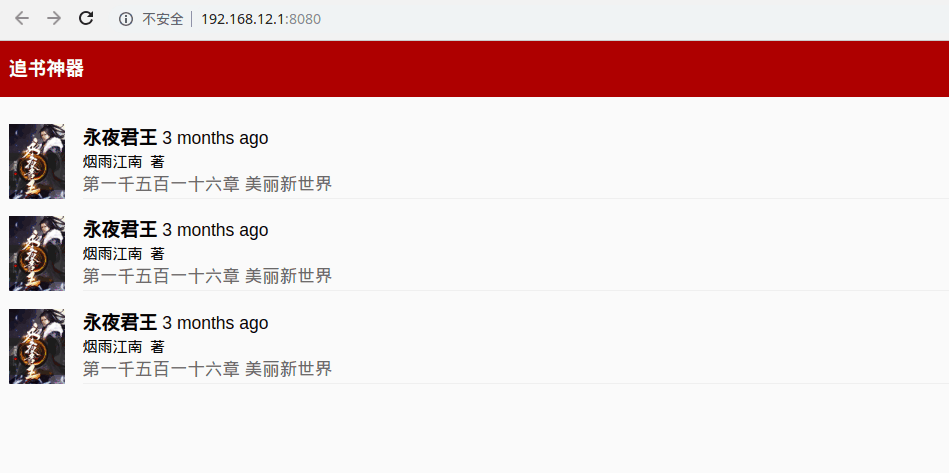 不安全 192.168.12.1:8080
追书神器
永夜君王 3 months ago
烟雨江南 著
第一千五百一十六章 美丽新世界
永夜君王 3 months ago
烟雨江南 著
第一千五百一十六章 美丽新世界
永夜君王 3 months ago
烟雨江南 著
第一千五百一十六章 美丽新世界